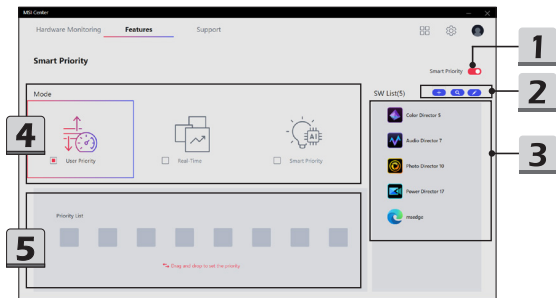 MSI Center
Hardware Monitoring Features Support
Smart Priority
Smart Priority
1
2
Mode
SW List(5)
Color Director 5
Audio Director 7
Photo Director 10
Power Director 17
msedge
3
4
AI
User Priority Real-Time Smart Priority
Priority List
5
Drag and drop to set the priority